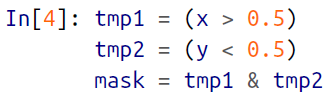 In[4]: tmp1 = (x > 0.5)
tmp2 = (y < 0.5)
mask = tmp1 & tmp2